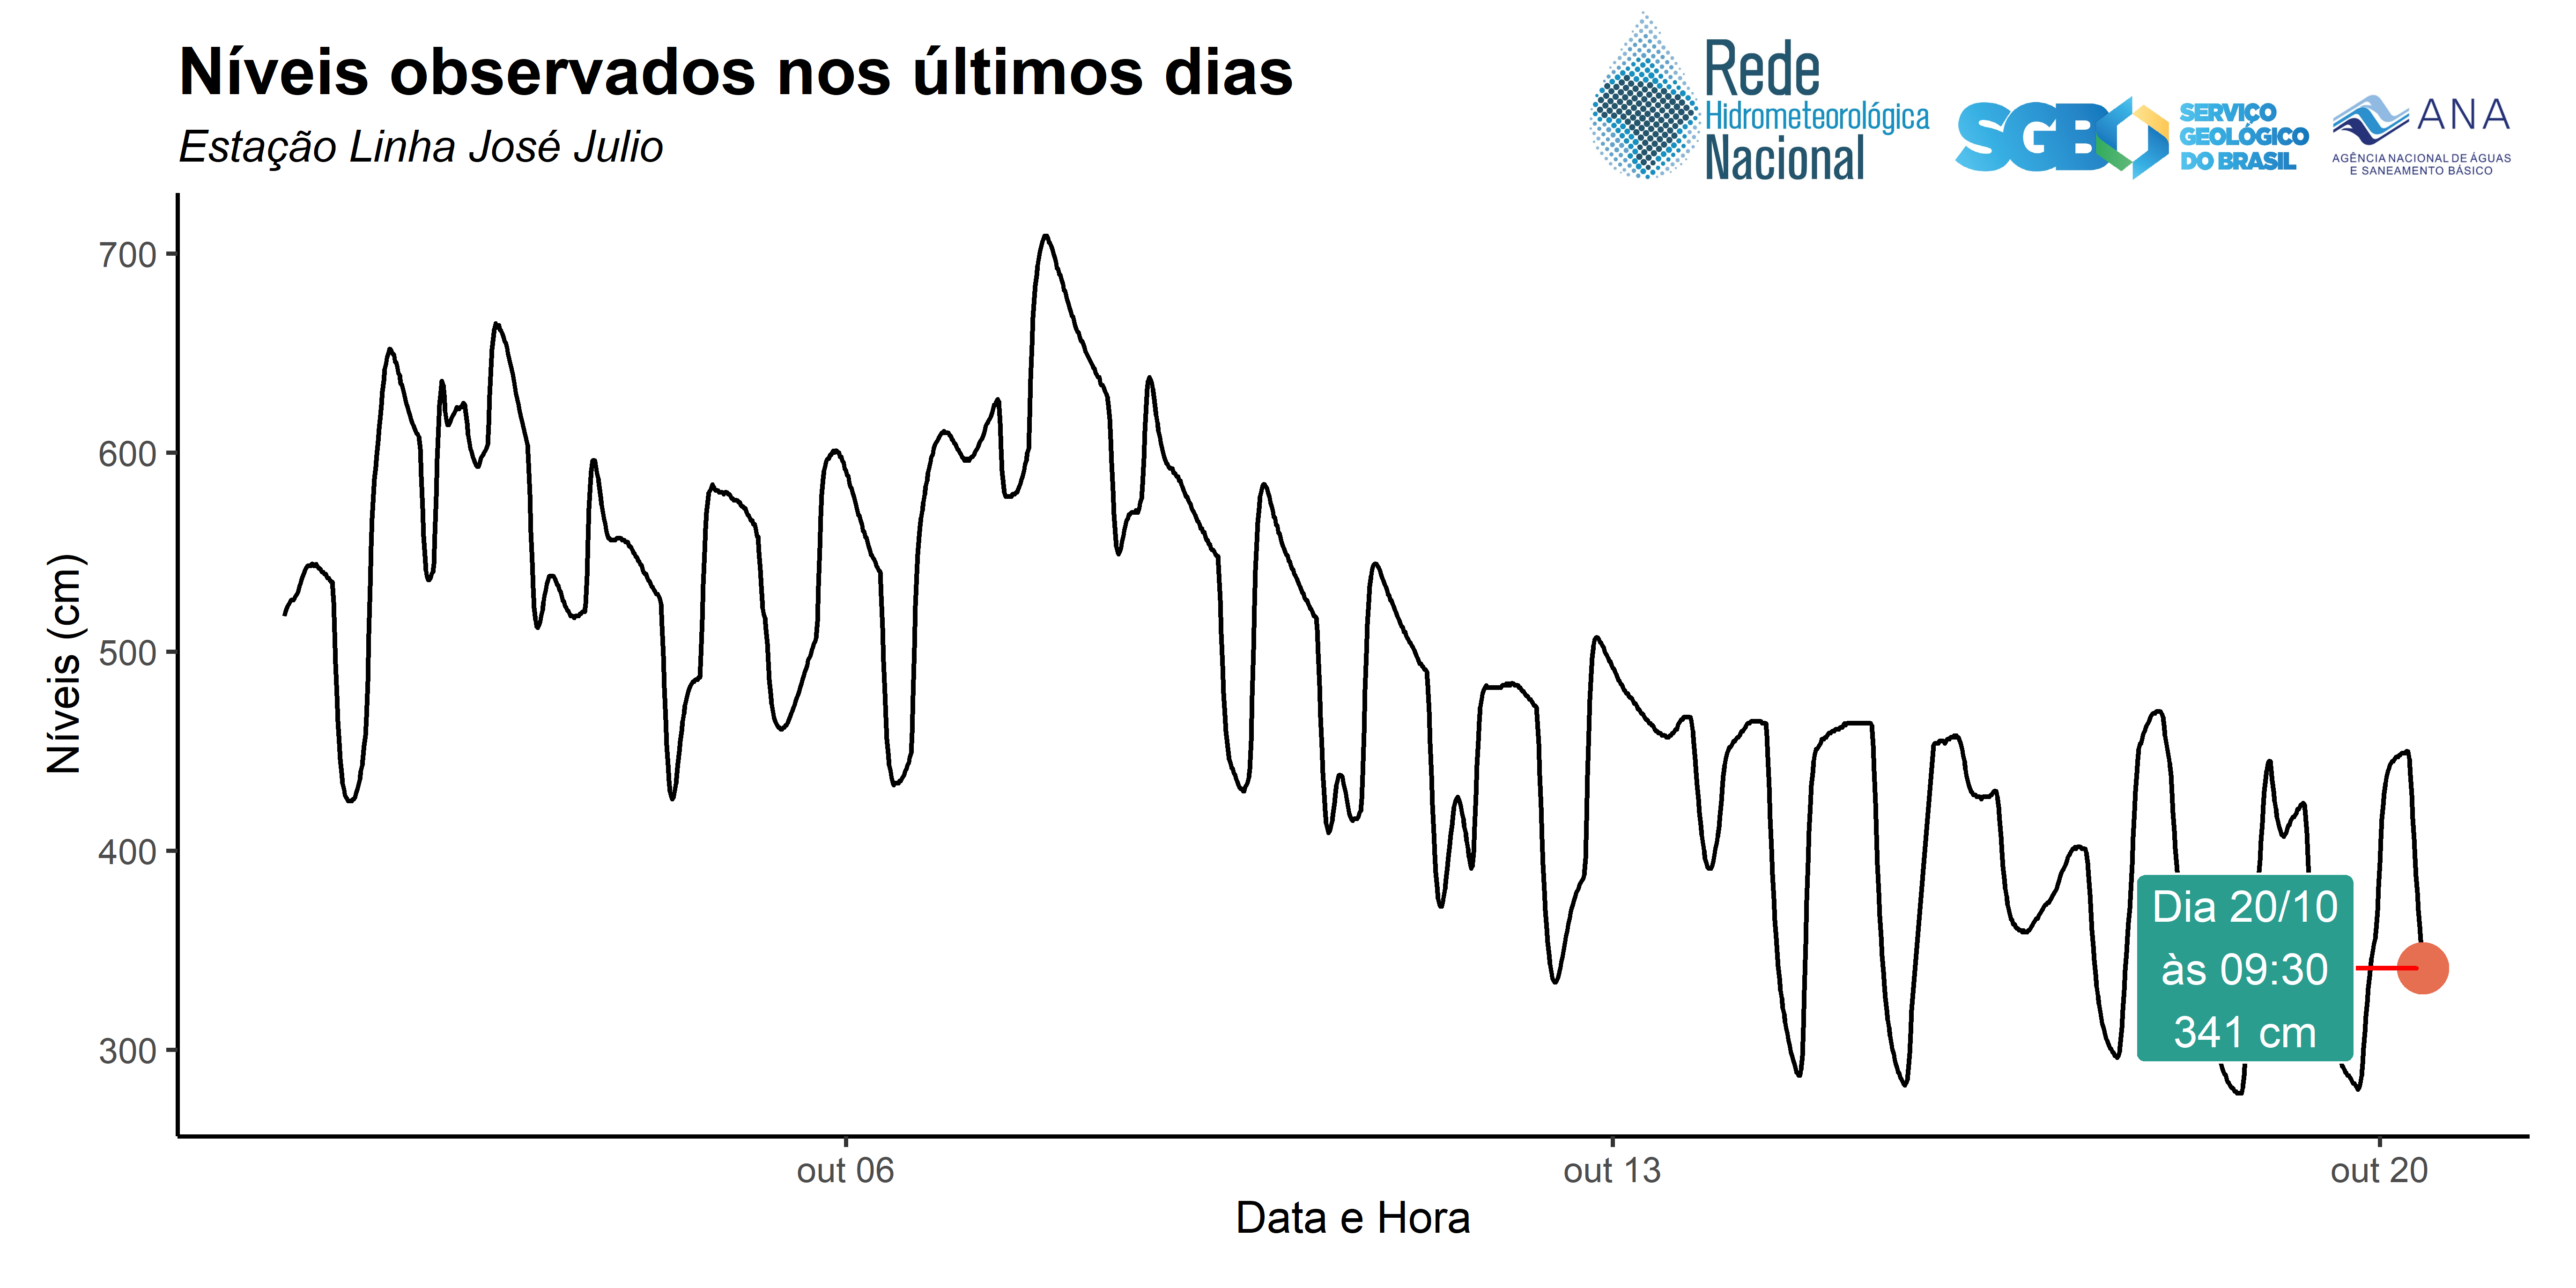 Níveis observados nos últimos dias
Estação Linha José Julio
Rede
Hidrometeorológica
Nacional
SGB
SERVIÇO
GEOLÓGICO
DO BRASIL
ANA
AGÊNCIA NACIONAL DE ÁGUAS
E SANEAMENTO BÁSICO
Níveis (cm)
700
600
500
400
300
Dia 20/10
às 09:30
341 cm
out 06
out 13
out 20
Data e Hora